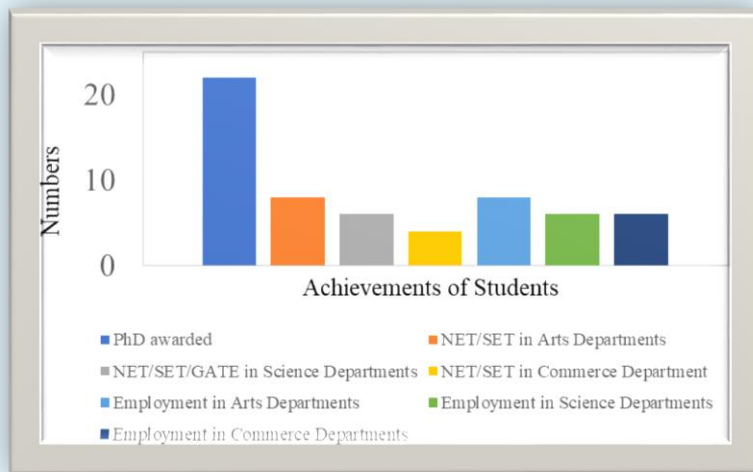 20
10
0
Numbers
Achievements of Students
PhD awarded
NET/SET in Arts Departments
NET/SET/GATE in Science Departments
NET/SET in Commerce Department
Employment in Arts Departments
Employment in Science Departments
Employment in Commerce Departments